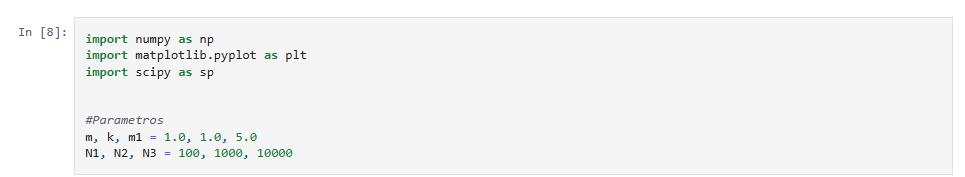 In [8]:
import numpy as np
import matplotlib.pyplot as plt
import scipy as sp
#Parametros
m, k, m1 = 1.0, 1.0, 5.0
N1, N2, N3 = 100, 1000, 10000